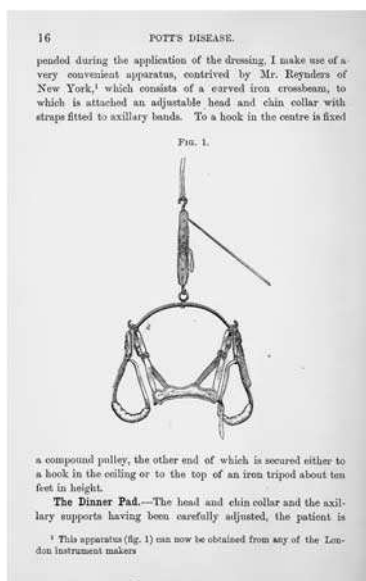 16
POTT'S DISEASE.
pended during the application of the dressing, I make use of a
very convenient apparatus, contrived by Mr. Reynders of
New York,¹ which consists of a curved iron crossbeam, to
which is attached an adjustable head and chin collar with
straps fitted to axillary bands. To a hook in the centre is fixed
FIG. 1.
a compound pulley, the other end of which is secured either to
a hook in the ceiling or to the top of an iron tripod about ten
feet in height.
The Dinner Pad.—The head and chin collar and the axil-
lary supports having been carefully adjusted, the patient is
¹ This apparatus (fig. 1) can now be obtained from any of the Lon-
don instrument makers